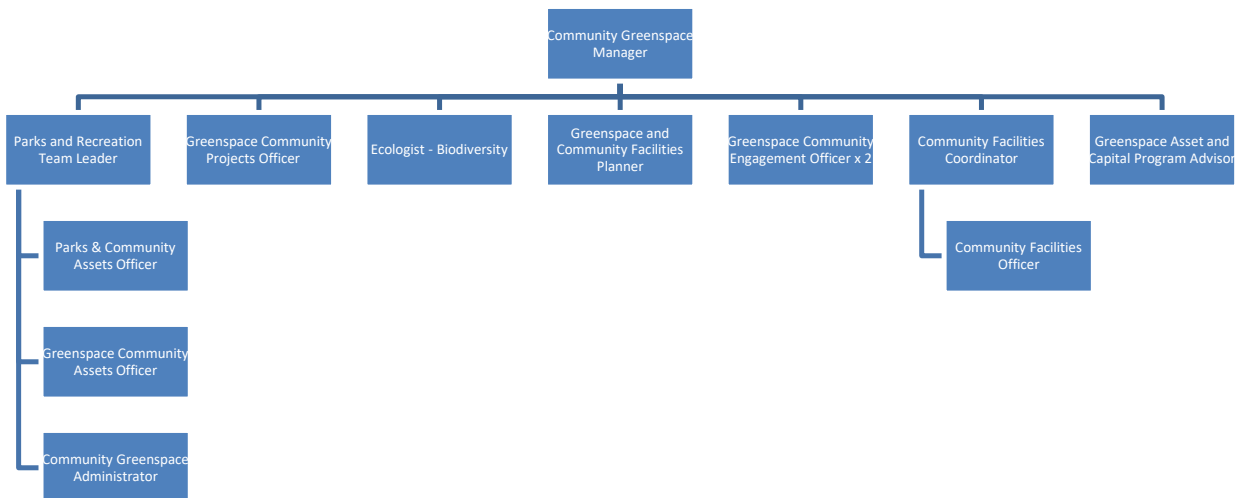 Community Greenspace
Manager
Parks and Recreation
Team Leader
Greenspace Community
Projects Officer
Ecologist - Biodiversity
Greenspace and
Community Facilities
Planner
Greenspace Community
Engagement Officer x 2
Community Facilities
Coordinator
Greenspace Asset and
Capital Program Advisor
Parks & Community
Assets Officer
Community Facilities
Officer
Greenspace Community
Assets Officer
Community Greenspace
Administrator